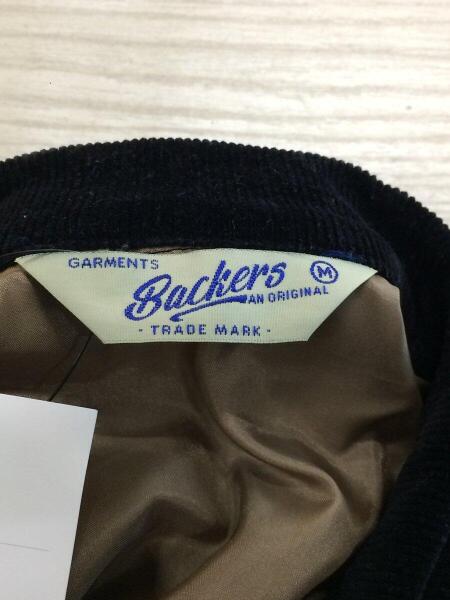 GARMENTS
Backers M
AN ORIGINAL
- TRADE MARK -